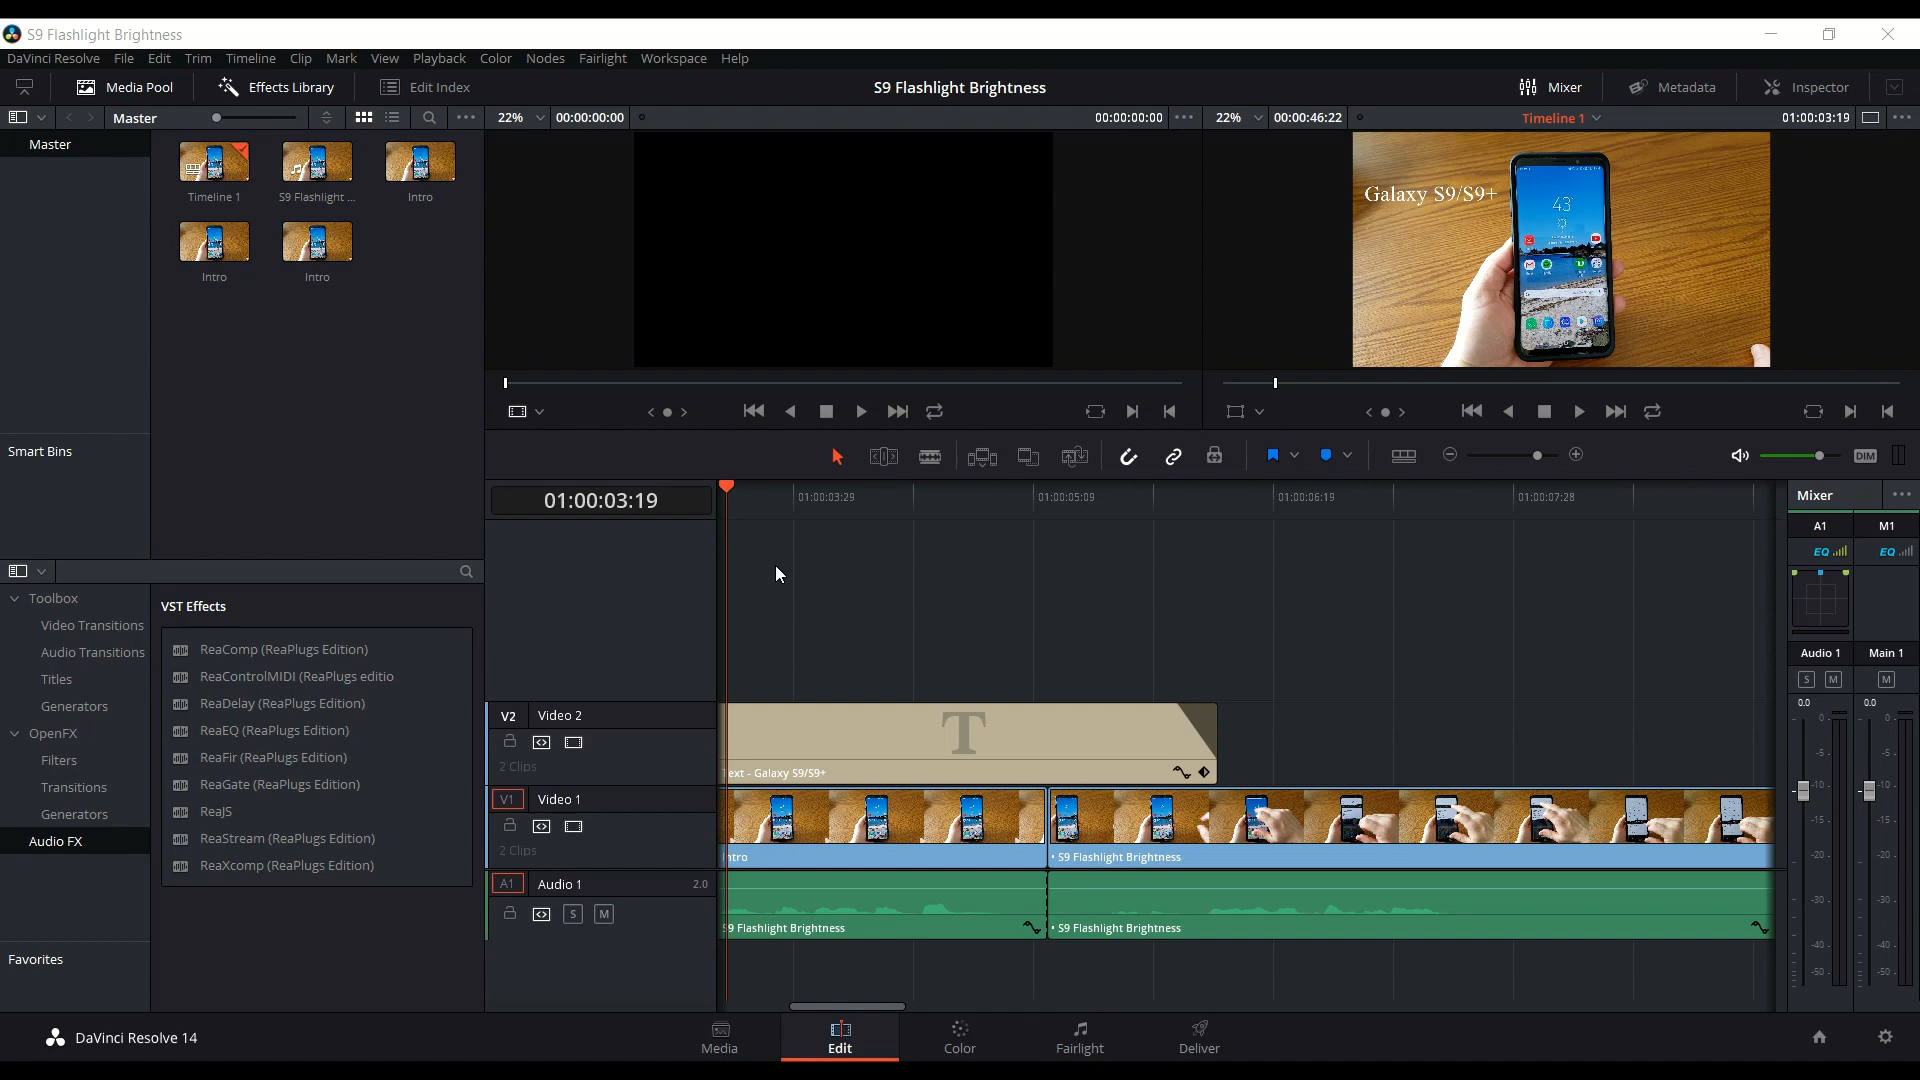 S9 Flashlight Brightness
DaVinci Resolve File Edit Trim Timeline Clip Mark View Playback Color Nodes Fairlight Workspace Help
Media Pool Effects Library Edit Index S9 Flashlight Brightness Mixer Metadata Inspector
Master 22% 00:00:00:00 00:00:00:00 22% 00:00:46:22 Timeline 1 01:00:03:19
Master
Timeline 1 S9 Flashlight ... Intro
Intro Intro
Galaxy S9/S9+
43°
Smart Bins
DIM
01:00:03:19 01:00:03:29 01:00:05:09 01:00:06:19 01:00:07:28
Mixer
A1 M1
EQ EQ
Toolbox
Video Transitions
Audio Transitions
Titles
Generators
OpenFX
Filters
Transitions
Generators
Audio FX
Favorites
VST Effects
ReaComp (ReaPlugs Edition)
ReaControlMIDI (ReaPlugs editio
ReaDelay (ReaPlugs Edition)
ReaEQ (ReaPlugs Edition)
ReaFir (ReaPlugs Edition)
ReaGate (ReaPlugs Edition)
ReaJS
ReaStream (ReaPlugs Edition)
ReaXcomp (ReaPlugs Edition)
V2 Video 2
2 Clips
T
ext - Galaxy S9/S9+
V1 Video 1
2 Clips
ntro S9 Flashlight Brightness
A1 Audio 1 2.0
S M
S9 Flashlight Brightness S9 Flashlight Brightness
Audio 1 Main 1
S M M
0.0 0.0
0 0
-5 -5
-10 -10
-15 -15
-20 -20
-30 -30
-40 -40
-50 -50
DaVinci Resolve 14 Media Edit Color Fairlight Deliver